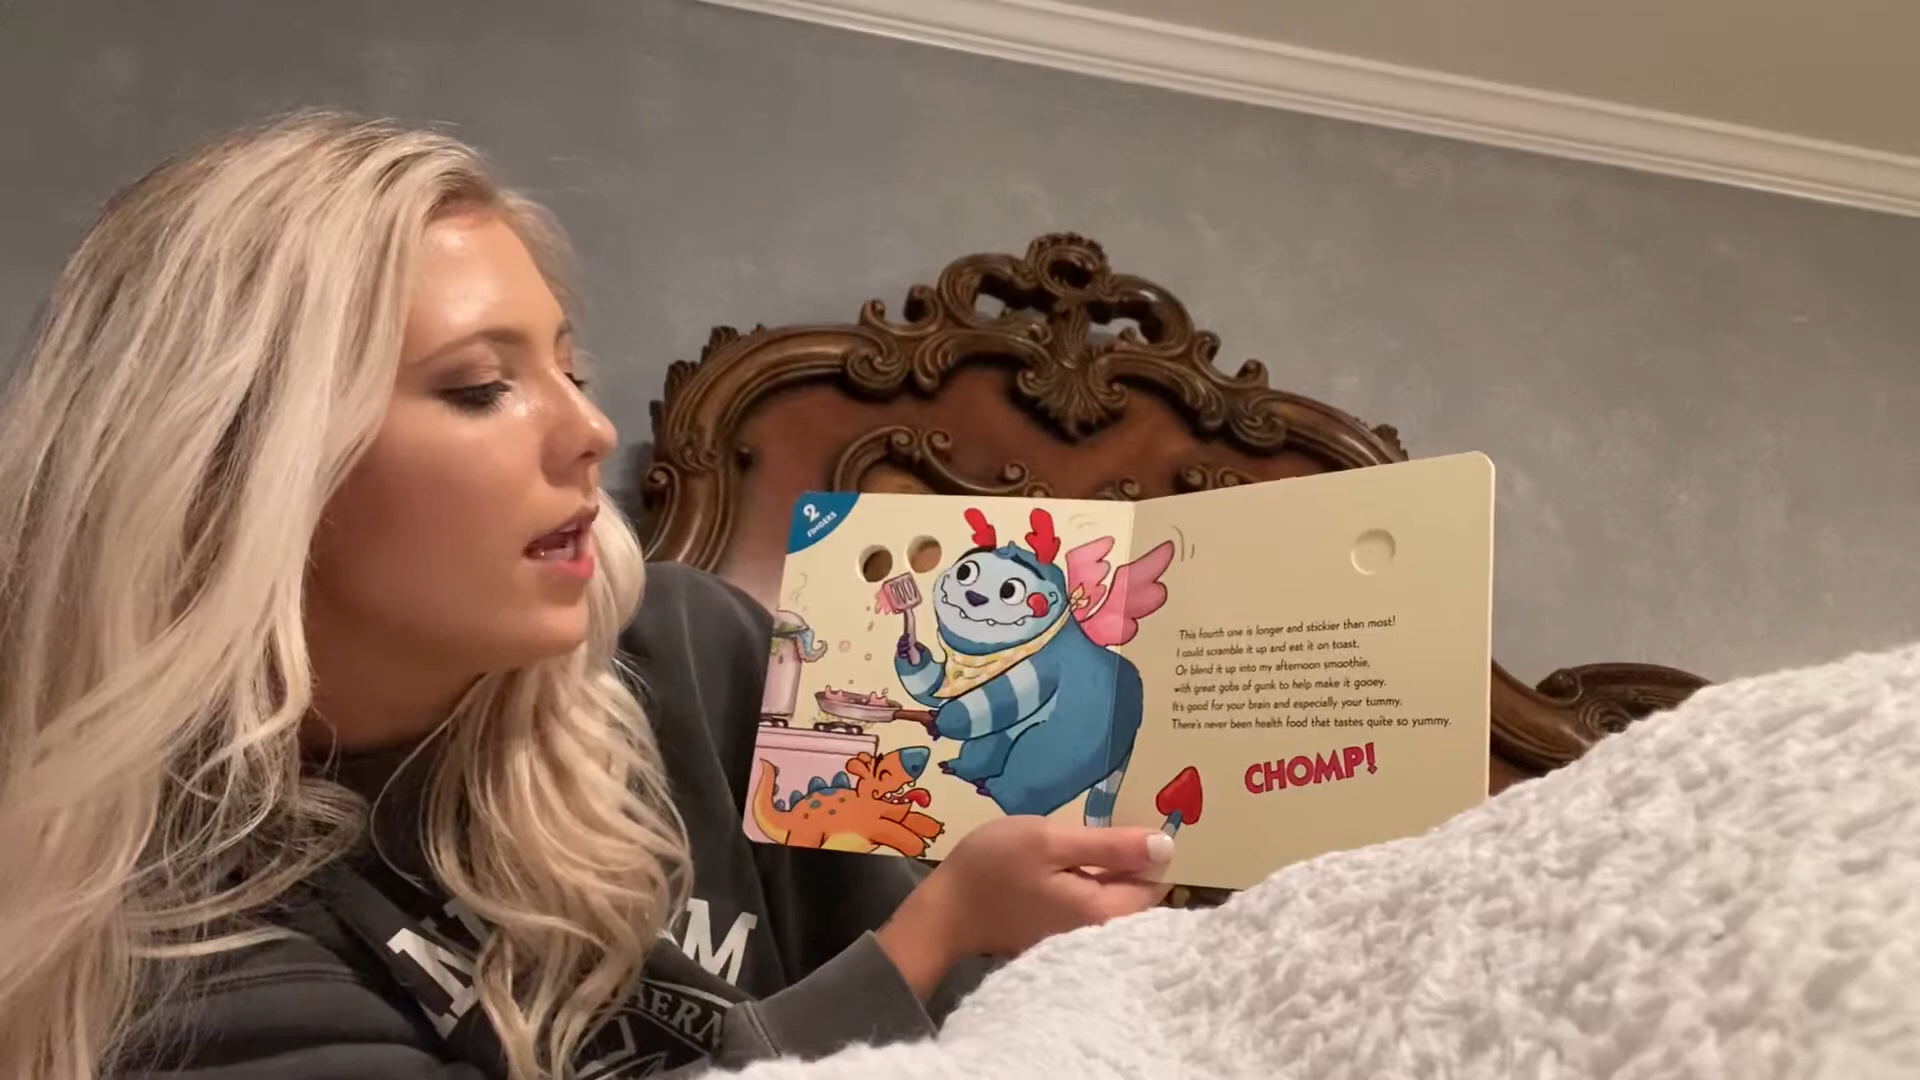 2
FINGERS
This fourth one is longer and stickier than most!
I could scramble it up and eat it on toast,
Or blend it up into my afternoon smoothie,
with great gobs of gunk to help make it gooey.
It's good for your brain and especially your tummy.
There's never been health food that tastes quite so yummy.
CHOMP!